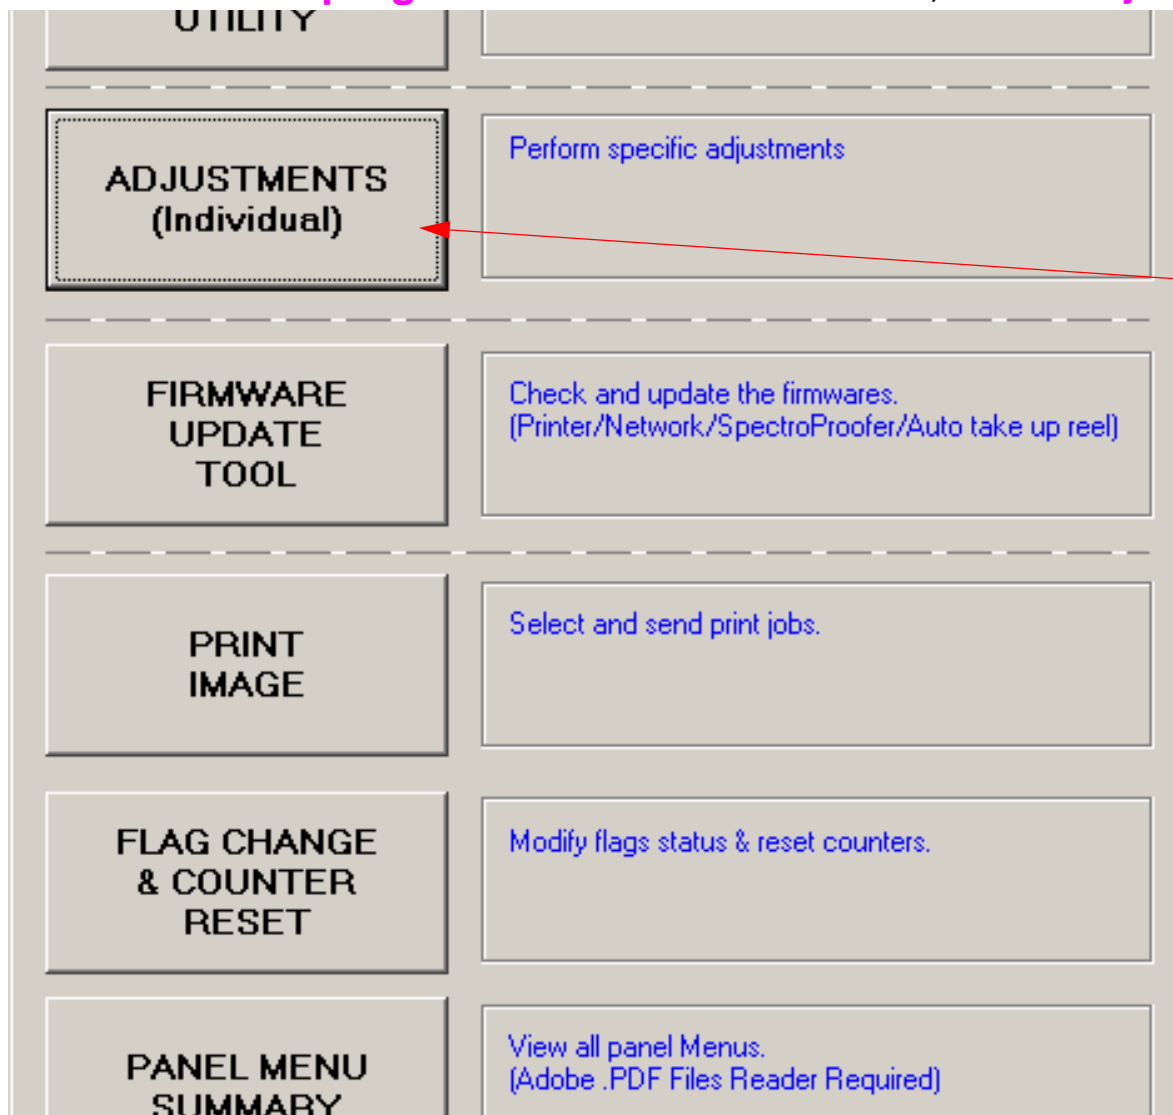 UTILITY
ADJUSTMENTS
(Individual)
Perform specific adjustments
FIRMWARE
UPDATE
TOOL
Check and update the firmwares.
(Printer/Network/SpectroProofer/Auto take up reel)
PRINT
IMAGE
Select and send print jobs.
FLAG CHANGE
& COUNTER
RESET
Modify flags status & reset counters.
PANEL MENU
SUMMARY
View all panel Menus.
(Adobe .PDF Files Reader Required)